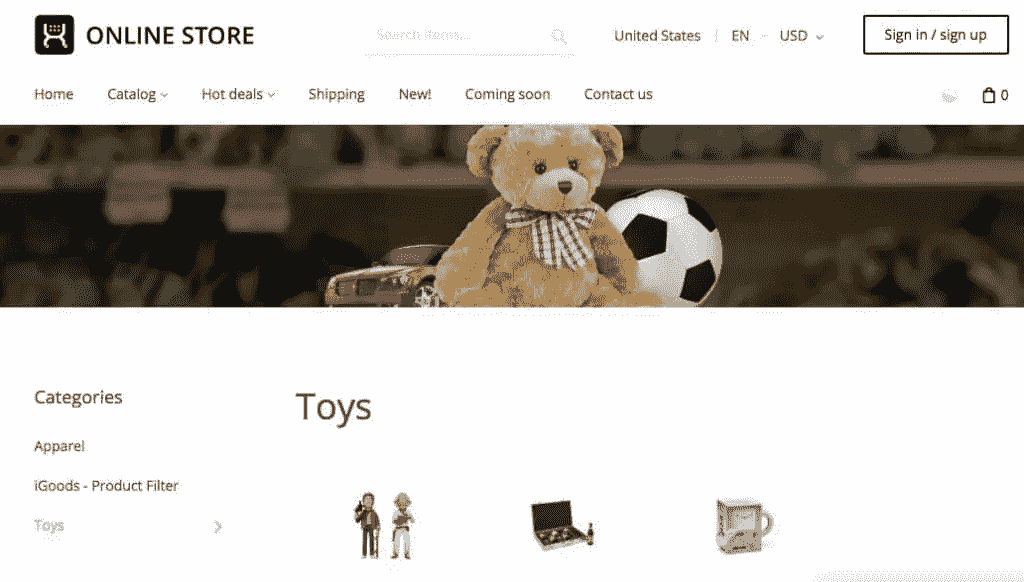 ONLINE STORE
Search items...
United States EN USD
Sign in / sign up
Home Catalog Hot deals Shipping New! Coming soon Contact us 0
Categories
Toys
Apparel
iGoods - Product Filter
Toys